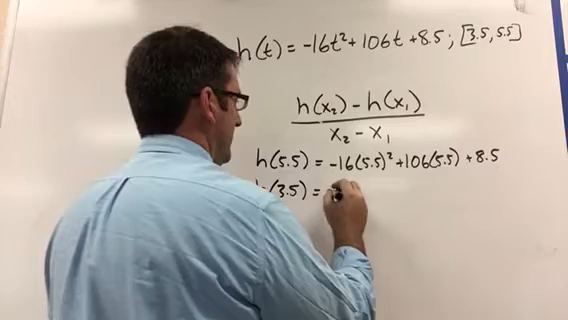 h(t) = -16t² + 106t + 8.5 ; [3.5, 5.5]
h(x₂) - h(x₁)
x₂ - x₁
h(5.5) = -16(5.5)² + 106(5.5) + 8.5
h(3.5) =